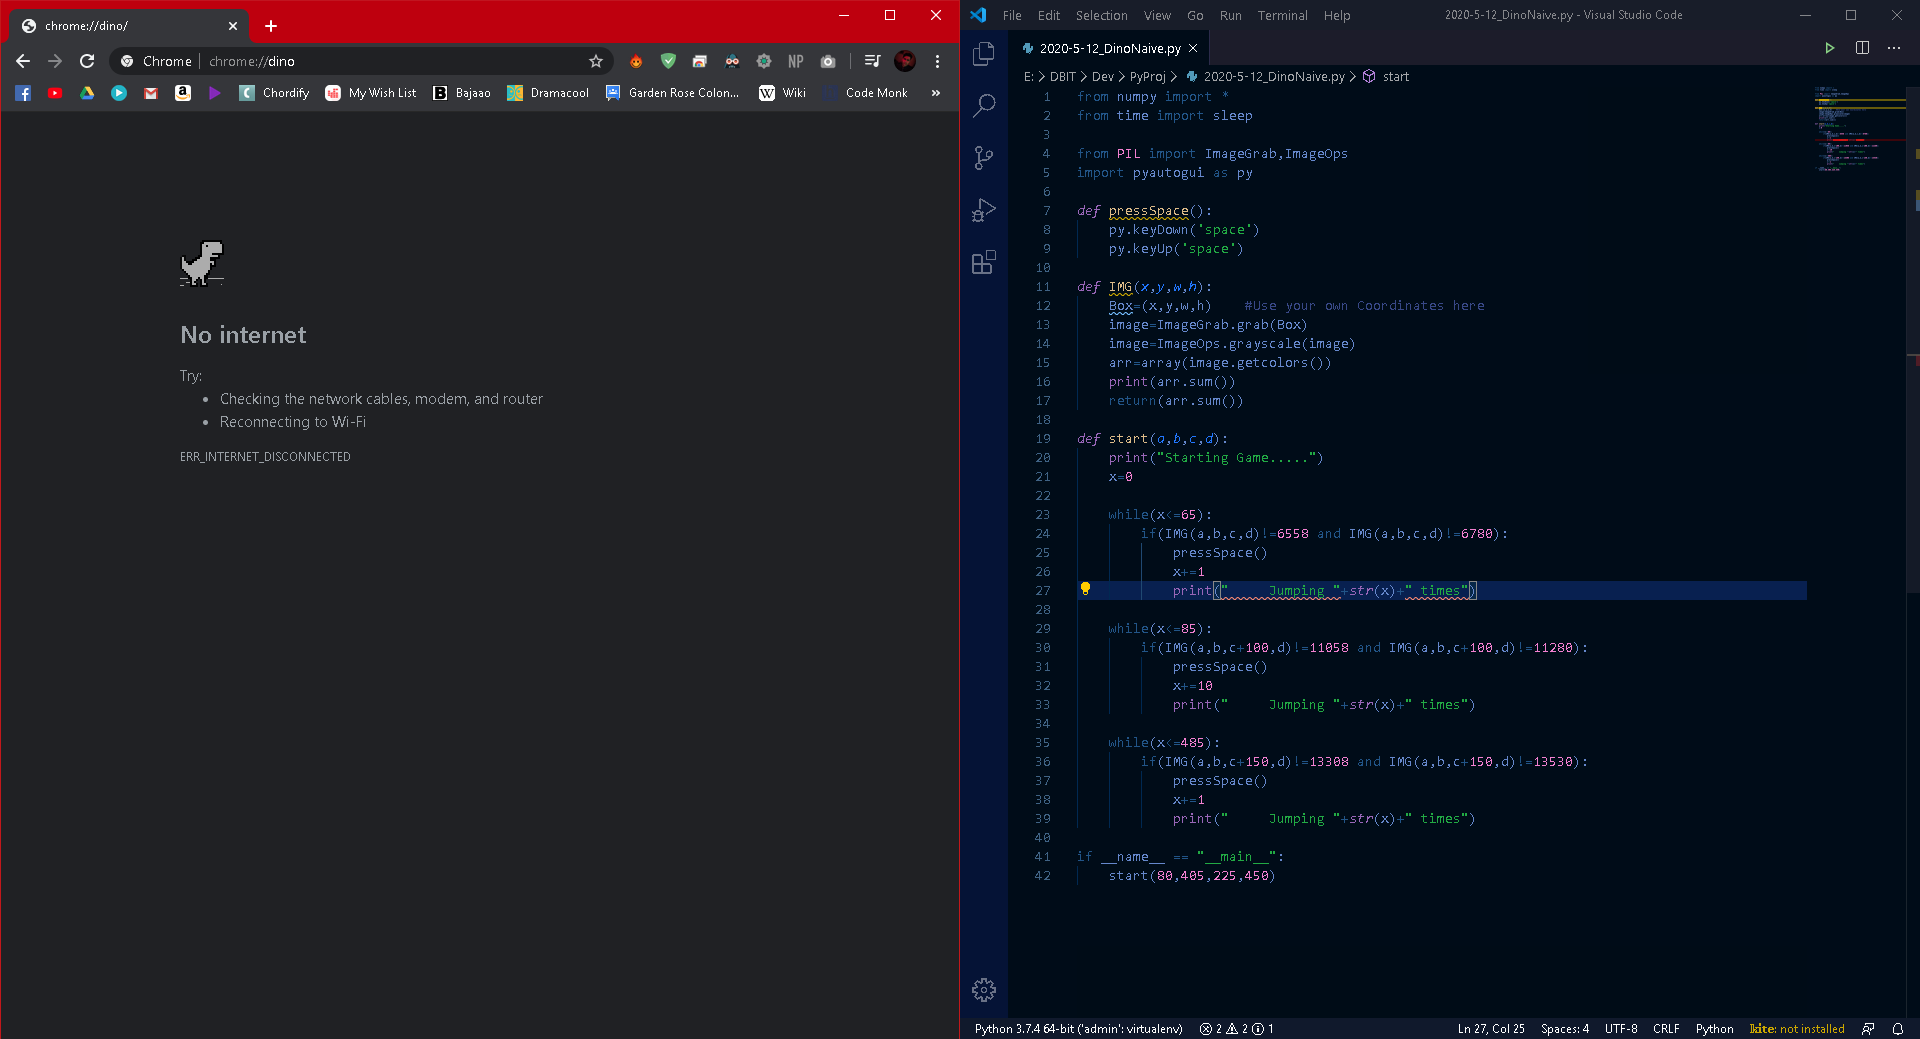 chrome://dino/
Chrome | chrome://dino
NP
Chordify My Wish List Bajaao Dramacool Garden Rose Colon... Wiki Code Monk »
No internet
Try:
• Checking the network cables, modem, and router
• Reconnecting to Wi-Fi
ERR_INTERNET_DISCONNECTED
File Edit Selection View Go Run Terminal Help 2020-5-12_DinoNaive.py - Visual Studio Code
2020-5-12_DinoNaive.py
E: > DBIT > Dev > PyProj > 2020-5-12_DinoNaive.py > start
1 from numpy import *
2 from time import sleep
3
4 from PIL import ImageGrab,ImageOps
5 import pyautogui as py
6
7 def pressSpace():
8     py.keyDown('space')
9     py.keyUp('space')
10
11 def IMG(x,y,w,h):
12     Box=(x,y,w,h)    #Use your own Coordinates here
13     image=ImageGrab.grab(Box)
14     image=ImageOps.grayscale(image)
15     arr=array(image.getcolors())
16     print(arr.sum())
17     return(arr.sum())
18
19 def start(a,b,c,d):
20     print("Starting Game.....")
21     x=0
22
23     while(x<=65):
24         if(IMG(a,b,c,d)!=6558 and IMG(a,b,c,d)!=6780):
25             pressSpace()
26             x+=1
27             print("     Jumping "+str(x)+" times")
28
29     while(x<=85):
30         if(IMG(a,b,c+100,d)!=11058 and IMG(a,b,c+100,d)!=11280):
31             pressSpace()
32             x+=10
33             print("     Jumping "+str(x)+" times")
34
35     while(x<=485):
36         if(IMG(a,b,c+150,d)!=13308 and IMG(a,b,c+150,d)!=13530):
37             pressSpace()
38             x+=1
39             print("     Jumping "+str(x)+" times")
40
41 if __name__ == "__main__":
42     start(80,405,225,450)
Python 3.7.4 64-bit ('admin': virtualenv) 2 2 1 Ln 27, Col 25 Spaces: 4 UTF-8 CRLF Python kite: not installed